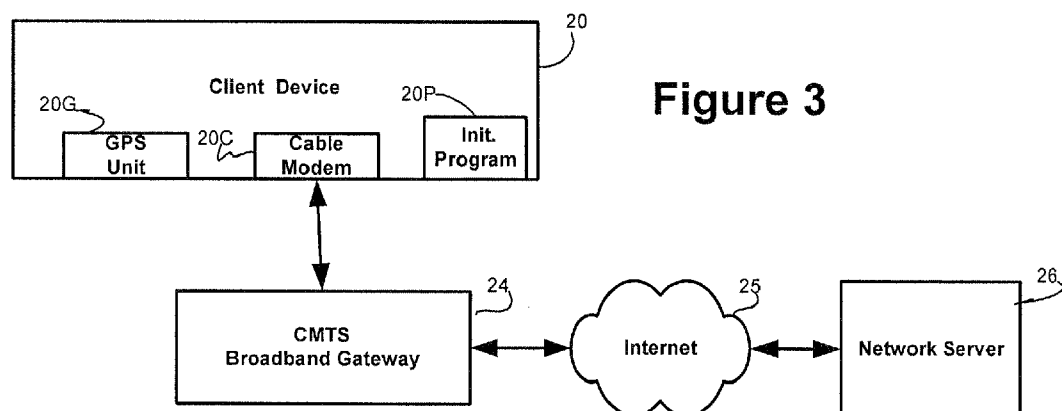 20
Client Device
Figure 3
20G
20C
20P
GPS
Unit
Cable
Modem
Init.
Program
24
25
26
CMTS
Broadband Gateway
Internet
Network Server